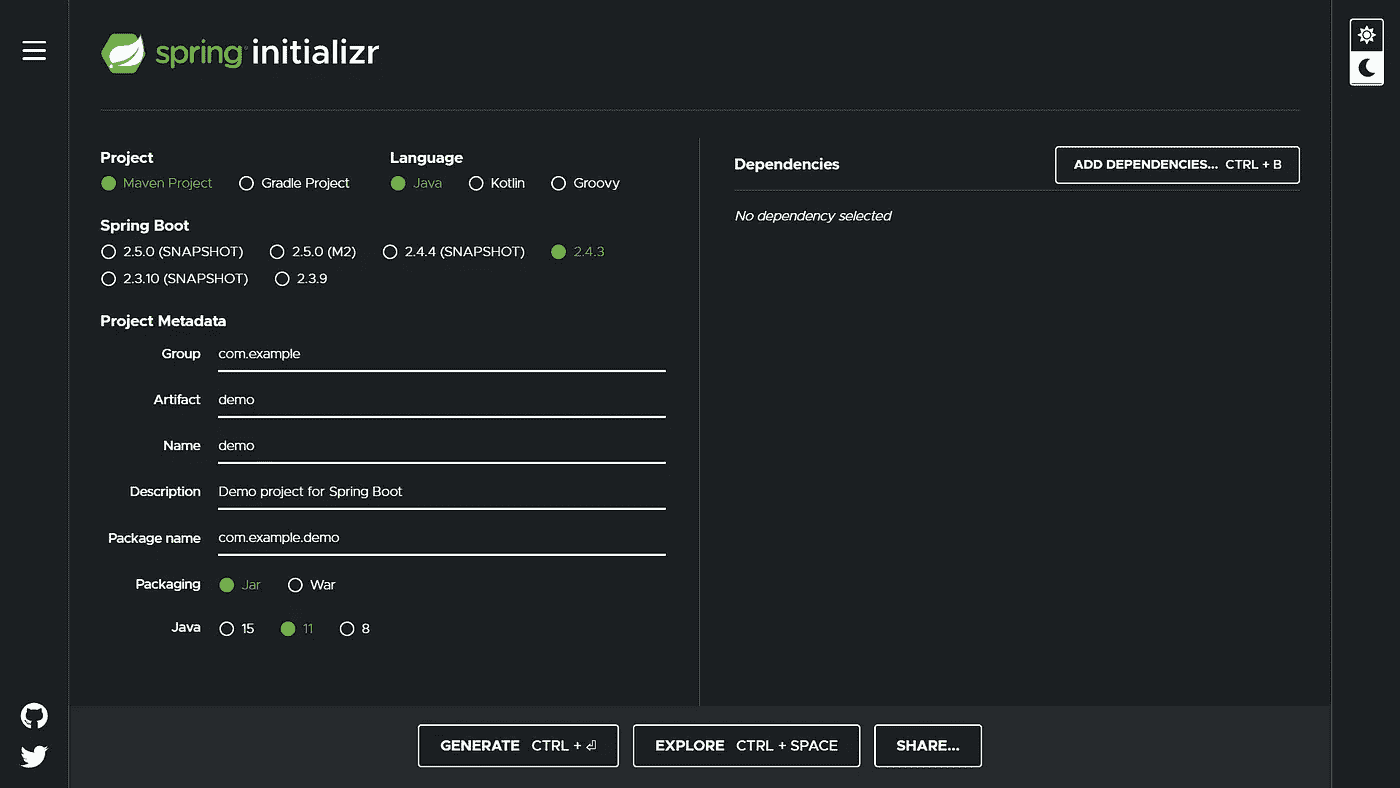 spring initializr
Project
Maven Project Gradle Project
Language
Java Kotlin Groovy
Spring Boot
2.5.0 (SNAPSHOT) 2.5.0 (M2) 2.4.4 (SNAPSHOT) 2.4.3
2.3.10 (SNAPSHOT) 2.3.9
Project Metadata
Group com.example
Artifact demo
Name demo
Description Demo project for Spring Boot
Package name com.example.demo
Packaging Jar War
Java 15 11 8
Dependencies
ADD DEPENDENCIES... CTRL + B
No dependency selected
GENERATE CTRL + ⏎
EXPLORE CTRL + SPACE
SHARE...